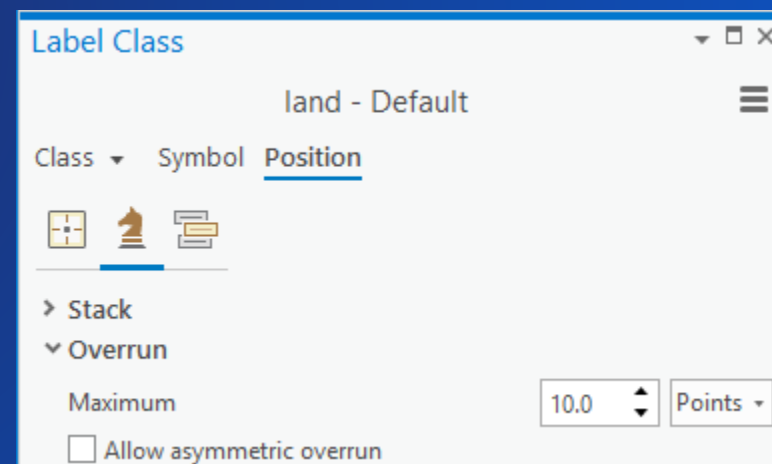 Label Class
land - Default
Class Symbol Position
Stack
Overrun
Maximum 10.0 Points
Allow asymmetric overrun